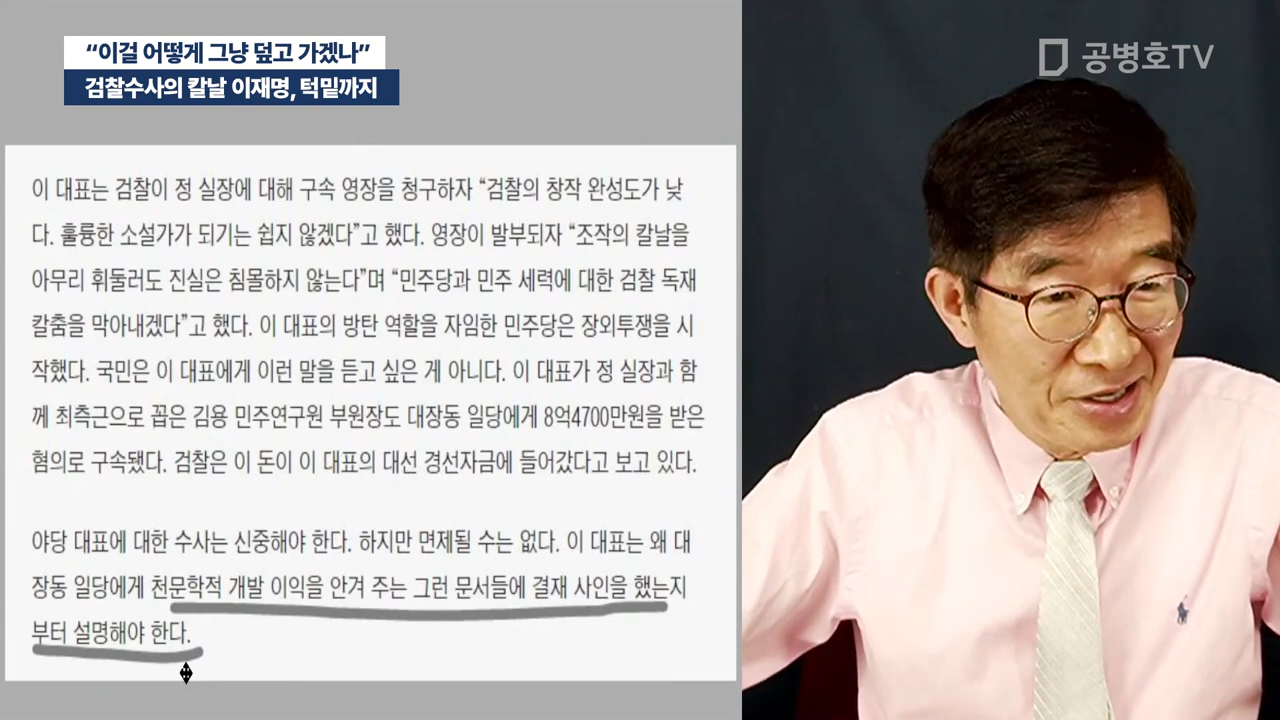 “이걸 어떻게 그냥 덮고 가겠나”
검찰수사의 칼날 이재명, 턱밑까지
공병호TV
이 대표는 검찰이 정 실장에 대해 구속 영장을 청구하자 “검찰의 창작 완성도가 낮
다. 훌륭한 소설가가 되기는 쉽지 않겠다”고 했다. 영장이 발부되자 “조작의 칼날을
아무리 휘둘러도 진실은 침몰하지 않는다”며 “민주당과 민주 세력에 대한 검찰 독재
칼춤을 막아내겠다”고 했다. 이 대표의 방탄 역할을 자임한 민주당은 장외투쟁을 시
작했다. 국민은 이 대표에게 이런 말을 듣고 싶은 게 아니다. 이 대표가 정 실장과 함
께 최측근으로 꼽은 김용 민주연구원 부원장도 대장동 일당에게 8억4700만원을 받은
혐의로 구속됐다. 검찰은 이 돈이 이 대표의 대선 경선자금에 들어갔다고 보고 있다.
야당 대표에 대한 수사는 신중해야 한다. 하지만 면제될 수는 없다. 이 대표는 왜 대
장동 일당에게 천문학적 개발 이익을 안겨 주는 그런 문서들에 결재 사인을 했는지
부터 설명해야 한다.